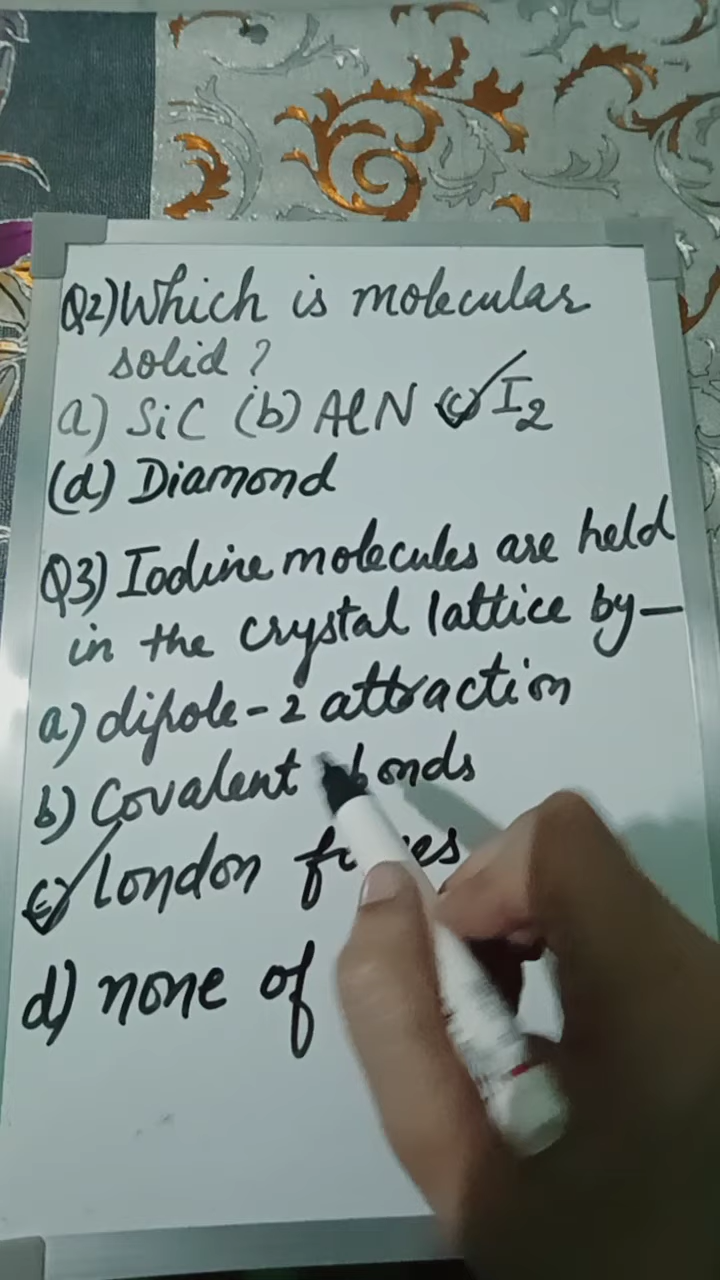 Q2) Which is molecular
solid ?
a) SiC (b) AlN (c) I2
(d) Diamond
Q3) Iodine molecules are held
in the crystal lattice by—
a) dipole-2 attraction
b) Covalent bonds
c) london
d) none of